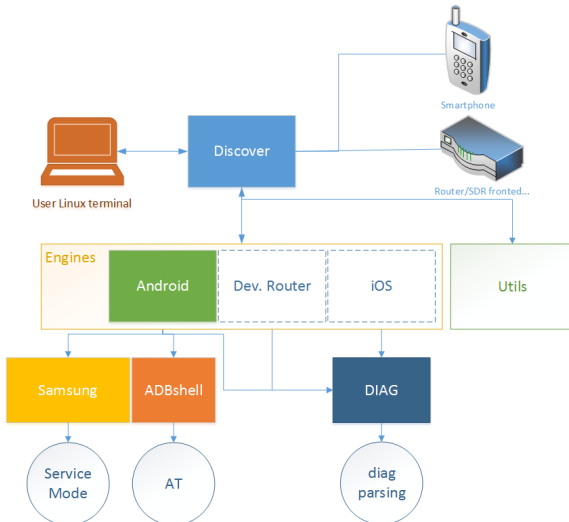 Smartphone
Discover
User Linux terminal
Router/SDR fronted...
Engines
Android
Dev. Router
iOS
Utils
Samsung
ADBshell
DIAG
Service
Mode
AT
diag
parsing